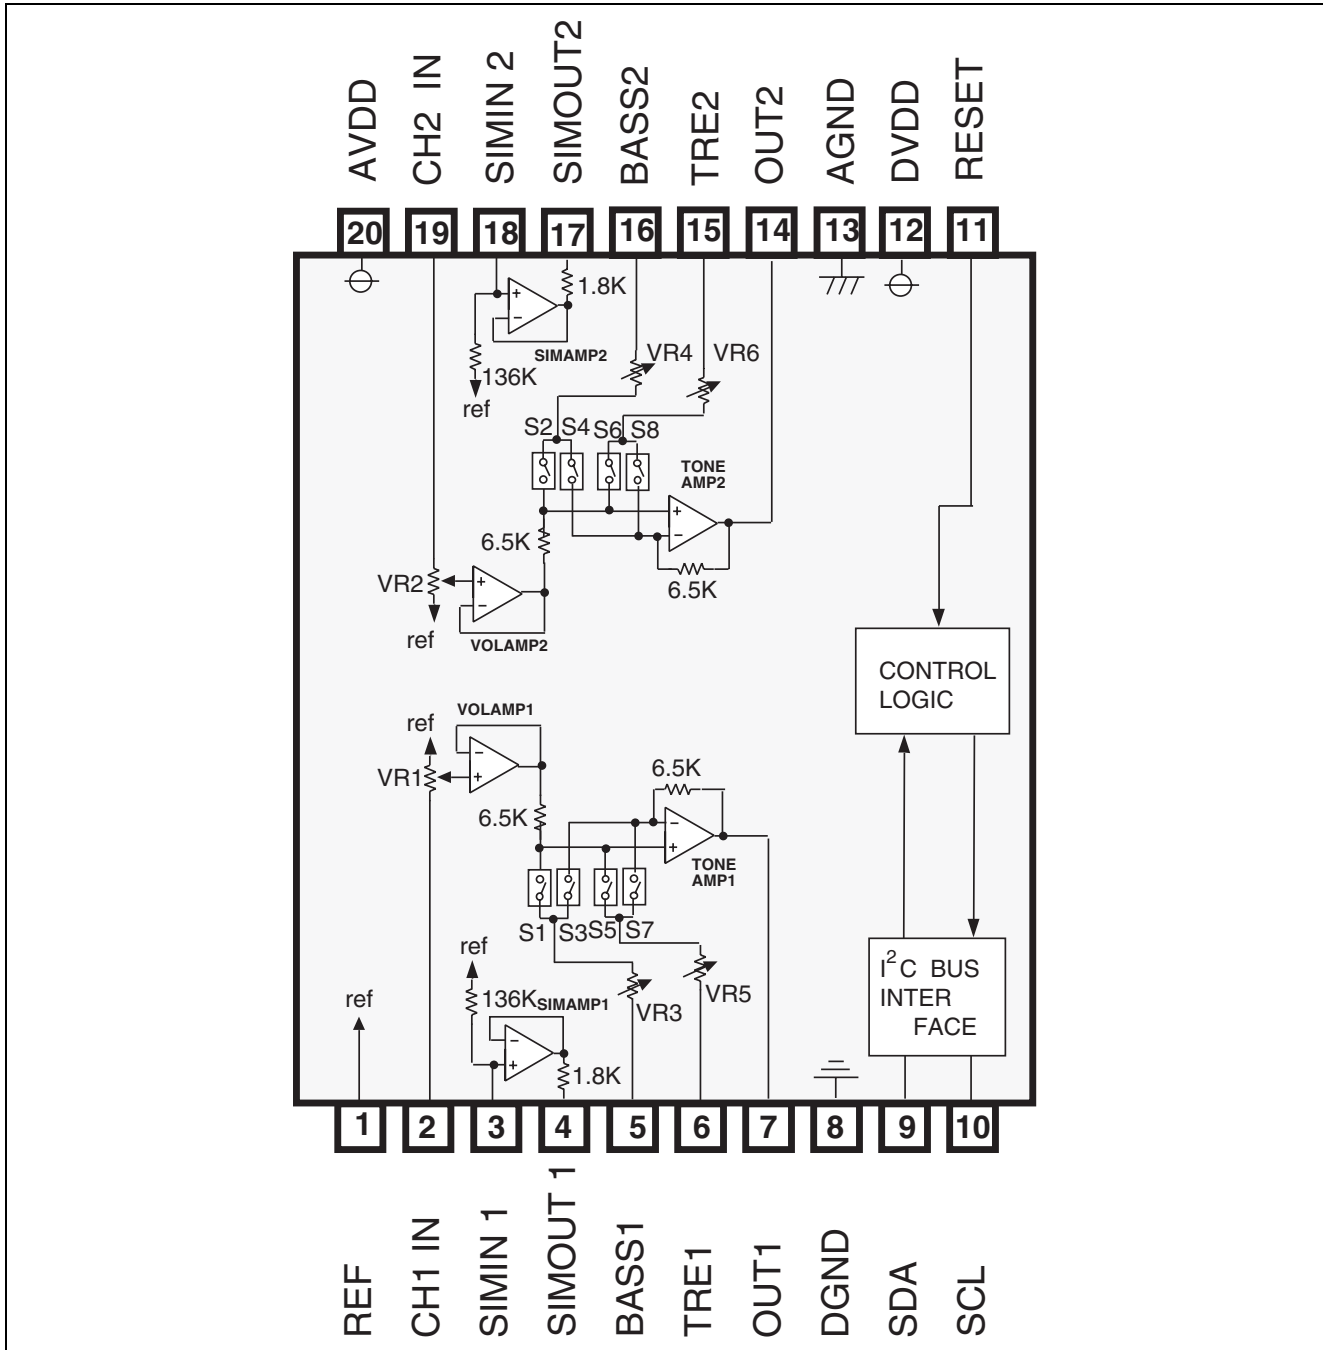 AVDD
CH2 IN
SIMIN 2
SIMOUT2
BASS2
TRE2
OUT2
AGND
DVDD
RESET
20
19
18
17
16
15
14
13
12
11
+
−
1.8K
SIMAMP2
136K
ref
VR4
VR6
S2
S4
S6
S8
TONE
AMP2
+
−
6.5K
6.5K
VR2
+
−
ref
VOLAMP2
CONTROL
LOGIC
VOLAMP1
ref
−
+
VR1
6.5K
6.5K
−
+
TONE
AMP1
S1
S3
S5
S7
ref
136K
SIMAMP1
−
+
1.8K
VR3
VR5
ref
I2C BUS
INTER
FACE
1
2
3
4
5
6
7
8
9
10
REF
CH1 IN
SIMIN 1
SIMOUT 1
BASS1
TRE1
OUT1
DGND
SDA
SCL